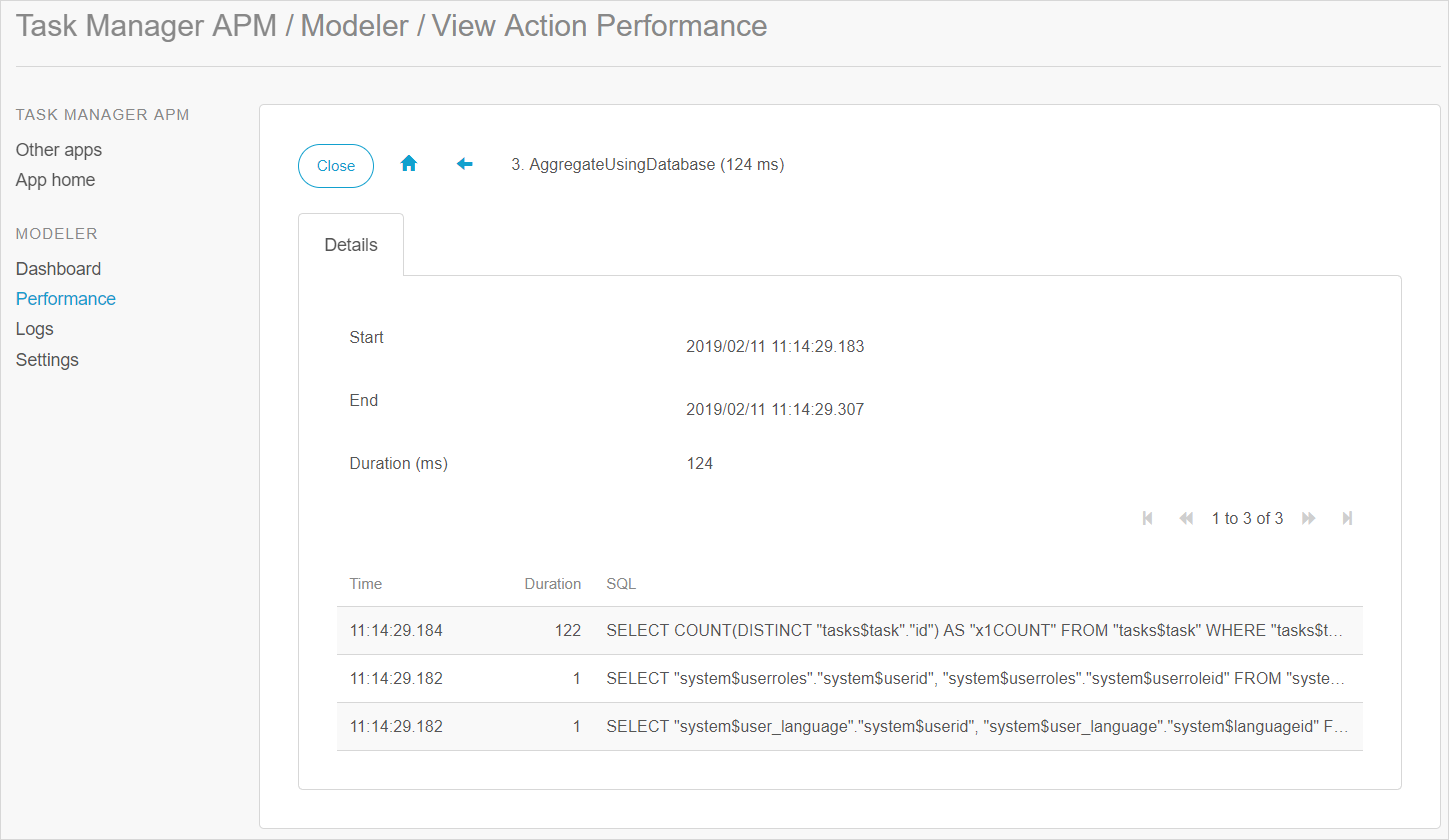 Task Manager APM / Modeler / View Action Performance
TASK MANAGER APM
Other apps
App home
MODELER
Dashboard
Performance
Logs
Settings
Close
3. AggregateUsingDatabase (124 ms)
Details
Start
2019/02/11 11:14:29.183
End
2019/02/11 11:14:29.307
Duration (ms)
124
1 to 3 of 3
Time Duration SQL
11:14:29.184 122 SELECT COUNT(DISTINCT "tasks$task"."id") AS "x1COUNT" FROM "tasks$task" WHERE "tasks$t...
11:14:29.182 1 SELECT "system$userroles"."system$userid", "system$userroles"."system$userroleid" FROM "syste...
11:14:29.182 1 SELECT "system$user_language"."system$userid", "system$user_language"."system$languageid" F...